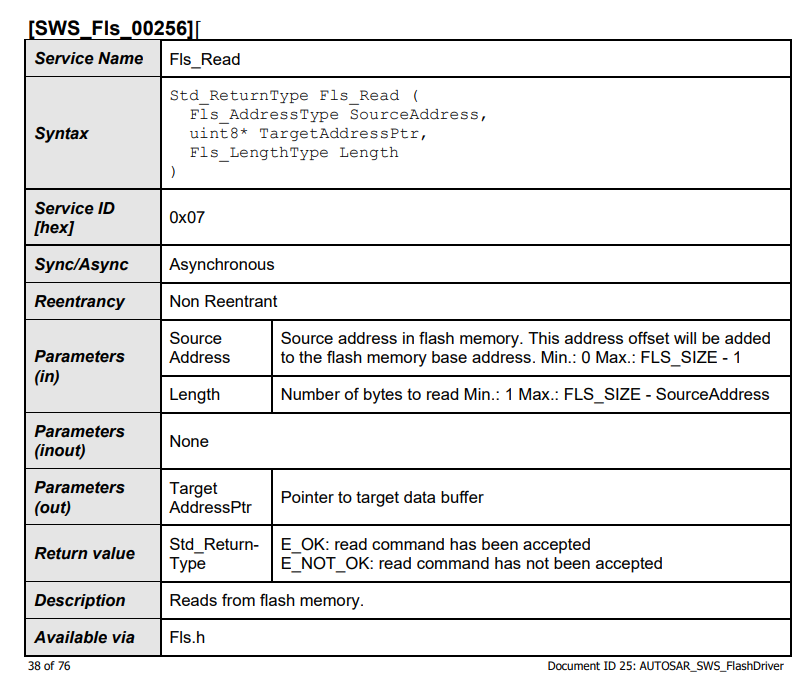 [SWS_Fls_00256]⌈
Service Name Fls_Read
Syntax
Std_ReturnType Fls_Read (
Fls_AddressType SourceAddress,
uint8* TargetAddressPtr,
Fls_LengthType Length
)
Service ID
[hex]
0x07
Sync/Async Asynchronous
Reentrancy Non Reentrant
Parameters
(in)
Source
Address
Source address in flash memory. This address offset will be added
to the flash memory base address. Min.: 0 Max.: FLS_SIZE - 1
Length Number of bytes to read Min.: 1 Max.: FLS_SIZE - SourceAddress
Parameters
(inout)
None
Parameters
(out)
Target
AddressPtr
Pointer to target data buffer
Return value
Std_Return-
Type
E_OK: read command has been accepted
E_NOT_OK: read command has not been accepted
Description Reads from flash memory.
Available via Fls.h
38 of 76 Document ID 25: AUTOSAR_SWS_FlashDriver